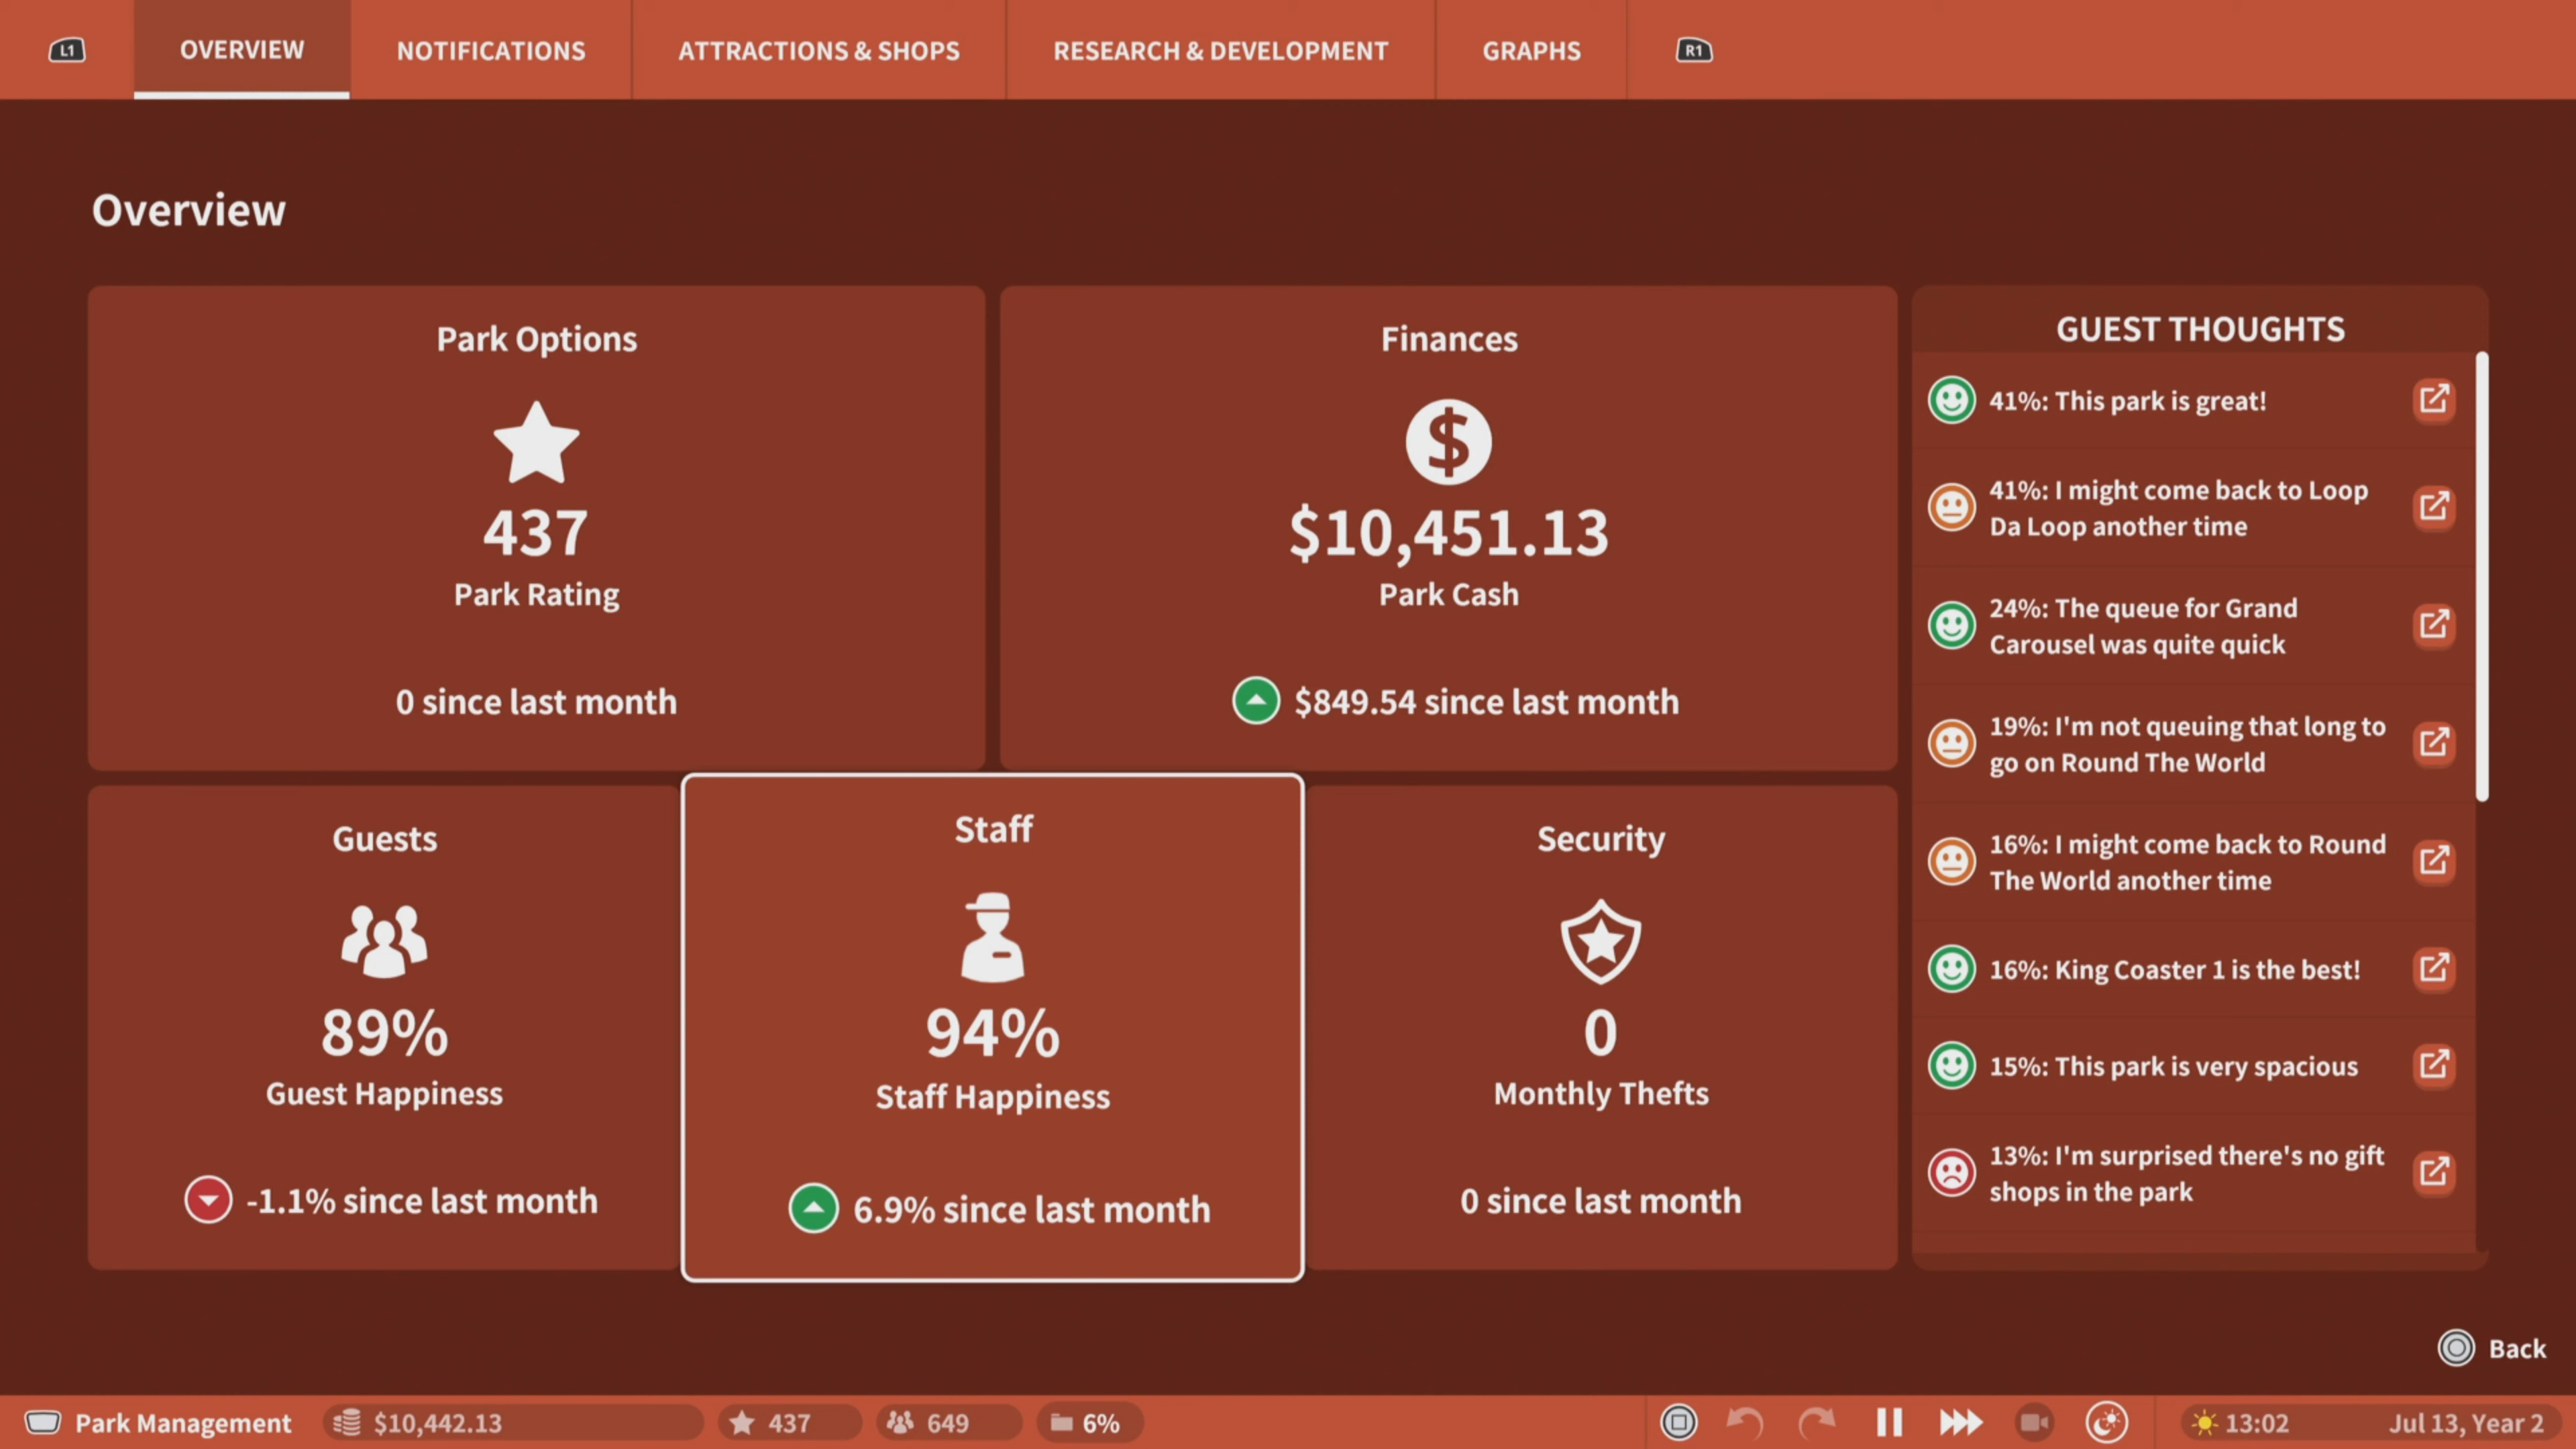 L1
OVERVIEW
NOTIFICATIONS
ATTRACTIONS & SHOPS
RESEARCH & DEVELOPMENT
GRAPHS
R1
Overview
Park Options
437
Park Rating
0 since last month
Finances
$
$10,451.13
Park Cash
$849.54 since last month
Guests
89%
Guest Happiness
-1.1% since last month
Staff
94%
Staff Happiness
6.9% since last month
Security
0
Monthly Thefts
0 since last month
GUEST THOUGHTS
41%: This park is great!
41%: I might come back to Loop
Da Loop another time
24%: The queue for Grand
Carousel was quite quick
19%: I'm not queuing that long to
go on Round The World
16%: I might come back to Round
The World another time
16%: King Coaster 1 is the best!
15%: This park is very spacious
13%: I'm surprised there's no gift
shops in the park
Back
Park Management
$10,442.13
437
649
6%
13:02
Jul 13, Year 2